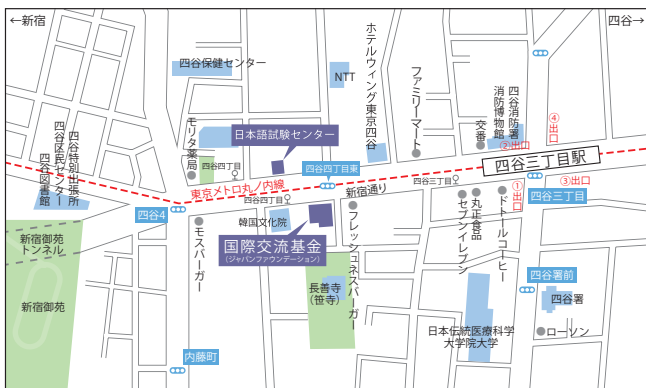 ←新宿
四谷→
四谷保健センター
NTT
ホテルウィング東京四谷
ファミリーマート
交番
消防博物館
四谷消防署
④出口
②出口
モリタ薬局
日本語試験センター
四谷四丁目
四谷四丁目東
四谷三丁目駅
東京メトロ丸ノ内線
新宿通り
四谷三丁目
①出口
③出口
四谷三丁目
四谷特別出張所
四谷区民センター
四谷図書館
四谷4
四谷四丁目
韓国文化院
国際交流基金
(ジャパンファウンデーション)
モスバーガー
フレッシュネスバーガー
セブンイレブン
丸正食品
ドトールコーヒー
新宿御苑
トンネル
新宿御苑
長善寺
(笹寺)
四谷署前
四谷署
日本伝統医療科学
大学院大学
ローソン
内藤町